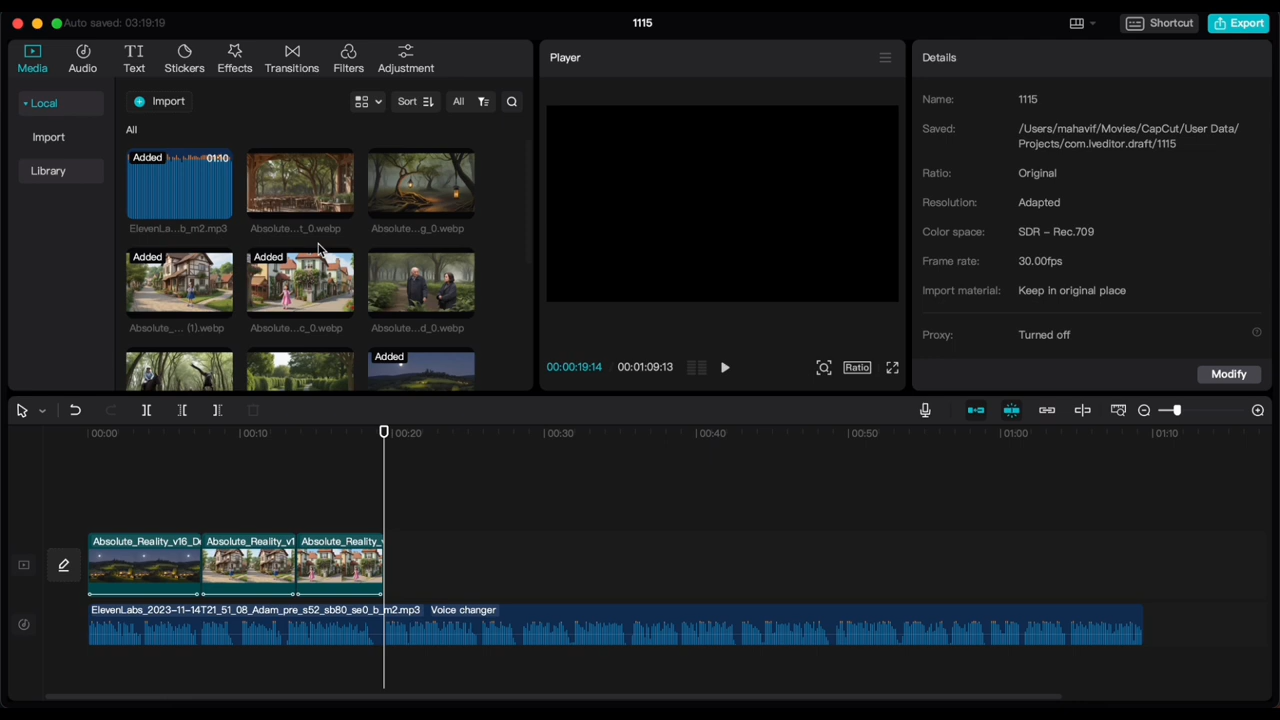 Auto saved: 03:19:19
1115
Shortcut
Export
Media
Audio
Text
Stickers
Effects
Transitions
Filters
Adjustment
Local
Import
Library
Import
Sort
All
All
Added
01:10
ElevenLa...b_m2.mp3
Absolute...t_0.webp
Absolute...g_0.webp
Added
Added
Absolute_... (1).webp
Absolute...c_0.webp
Absolute...d_0.webp
Added
Player
00:00:19:14
00:01:09:13
Ratio
Details
Name: 1115
Saved: /Users/mahavif/Movies/CapCut/User Data/
Projects/com.lveditor.draft/1115
Ratio: Original
Resolution: Adapted
Color space: SDR – Rec.709
Frame rate: 30.00fps
Import material: Keep in original place
Proxy: Turned off
Modify
00:00
00:10
00:20
00:30
00:40
00:50
01:00
01:10
Absolute_Reality_v16_De
Absolute_Reality_v1
Absolute_Reality_v
ElevenLabs_2023-11-14T21_51_08_Adam_pre_s52_sb80_se0_b_m2.mp3
Voice changer